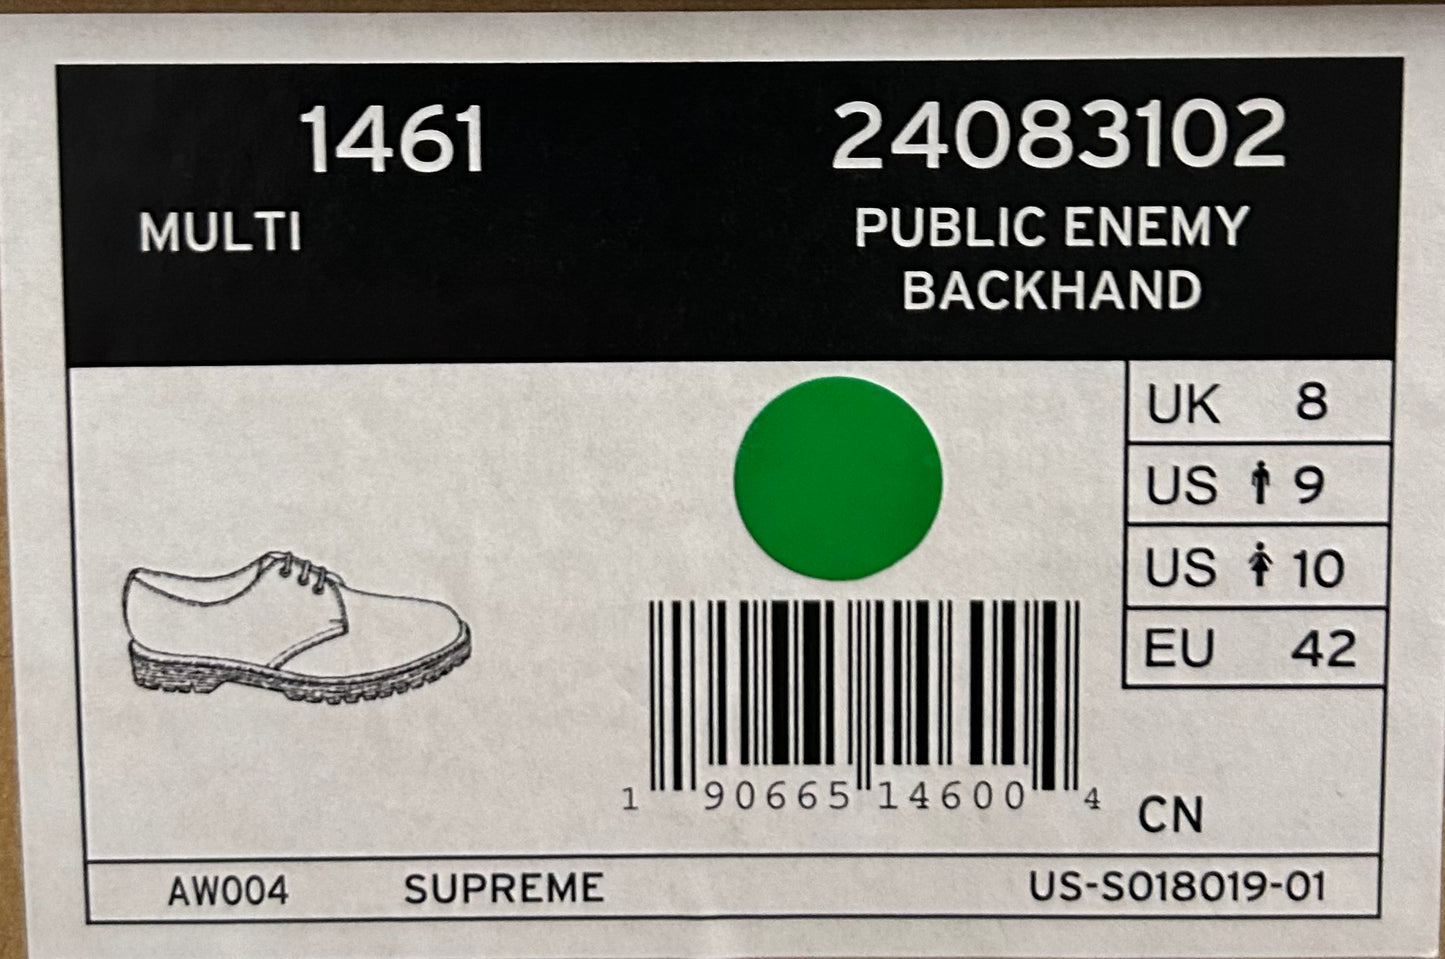 1461 24083102
MULTI PUBLIC ENEMY
BACKHAND
UK 8
US 9
US 10
EU 42
1 90665 14600 4
CN
AW004 SUPREME US-S018019-01